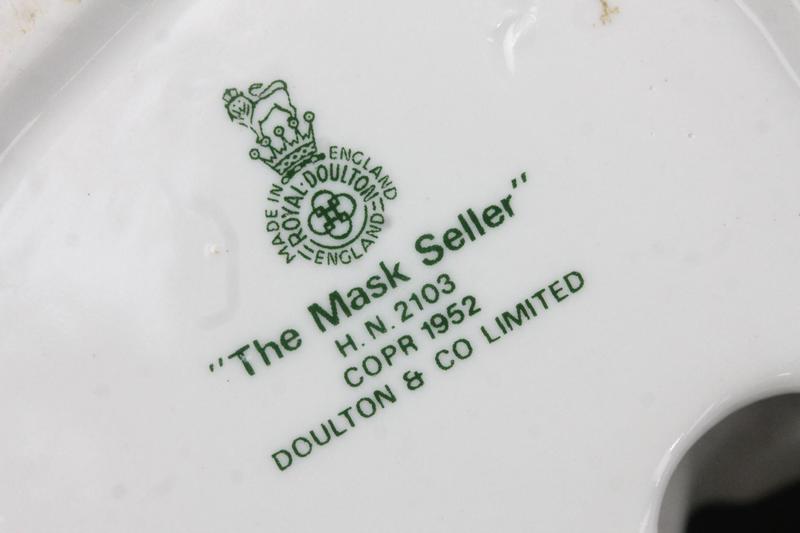 MADE IN ENGLAND
ROYAL·DOULTON
ENGLAND
"The Mask Seller"
H. N. 2103
COPR 1952
DOULTON & CO LIMITED